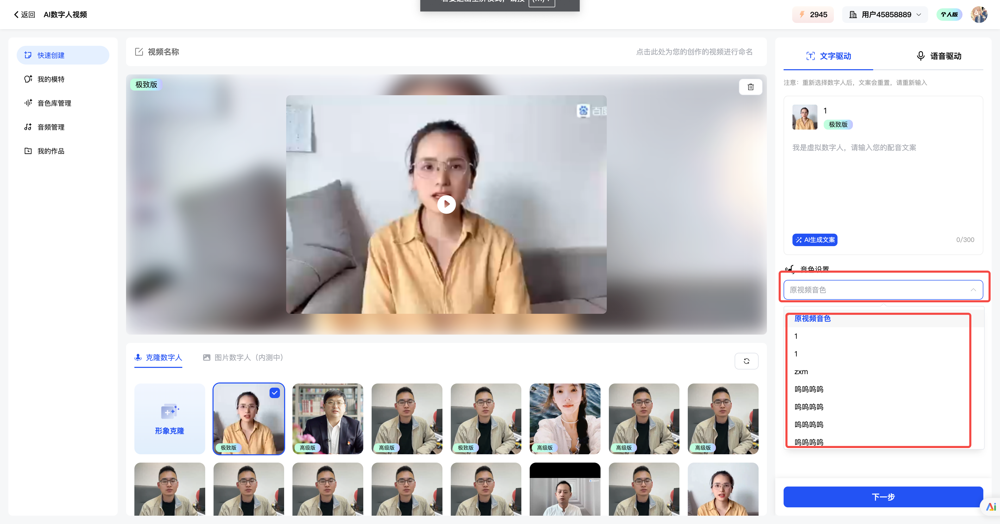 返回 AI数字人视频
2945
用户45858889
个人版
快速创建
我的模特
音色库管理
音频管理
我的作品
视频名称
点击此处为您的创作的视频进行命名
极致版
百度
克隆数字人
图片数字人（内测中）
形象克隆
极致版
高级版
高级版
极致版
高级版
高级版
高级版
文字驱动
语音驱动
注意：重新选择数字人后，文案会重置，请重新输入
1
极致版
我是虚拟数字人，请输入您的配音文案
AI生成文案
0/300
音色设置
原视频音色
原视频音色
1
1
zxm
呜呜呜呜
呜呜呜呜
呜呜呜呜
呜呜呜呜
下一步
Ai